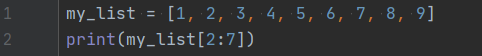 1 my_list = [1, 2, 3, 4, 5, 6, 7, 8, 9]
2 print(my_list[2:7])